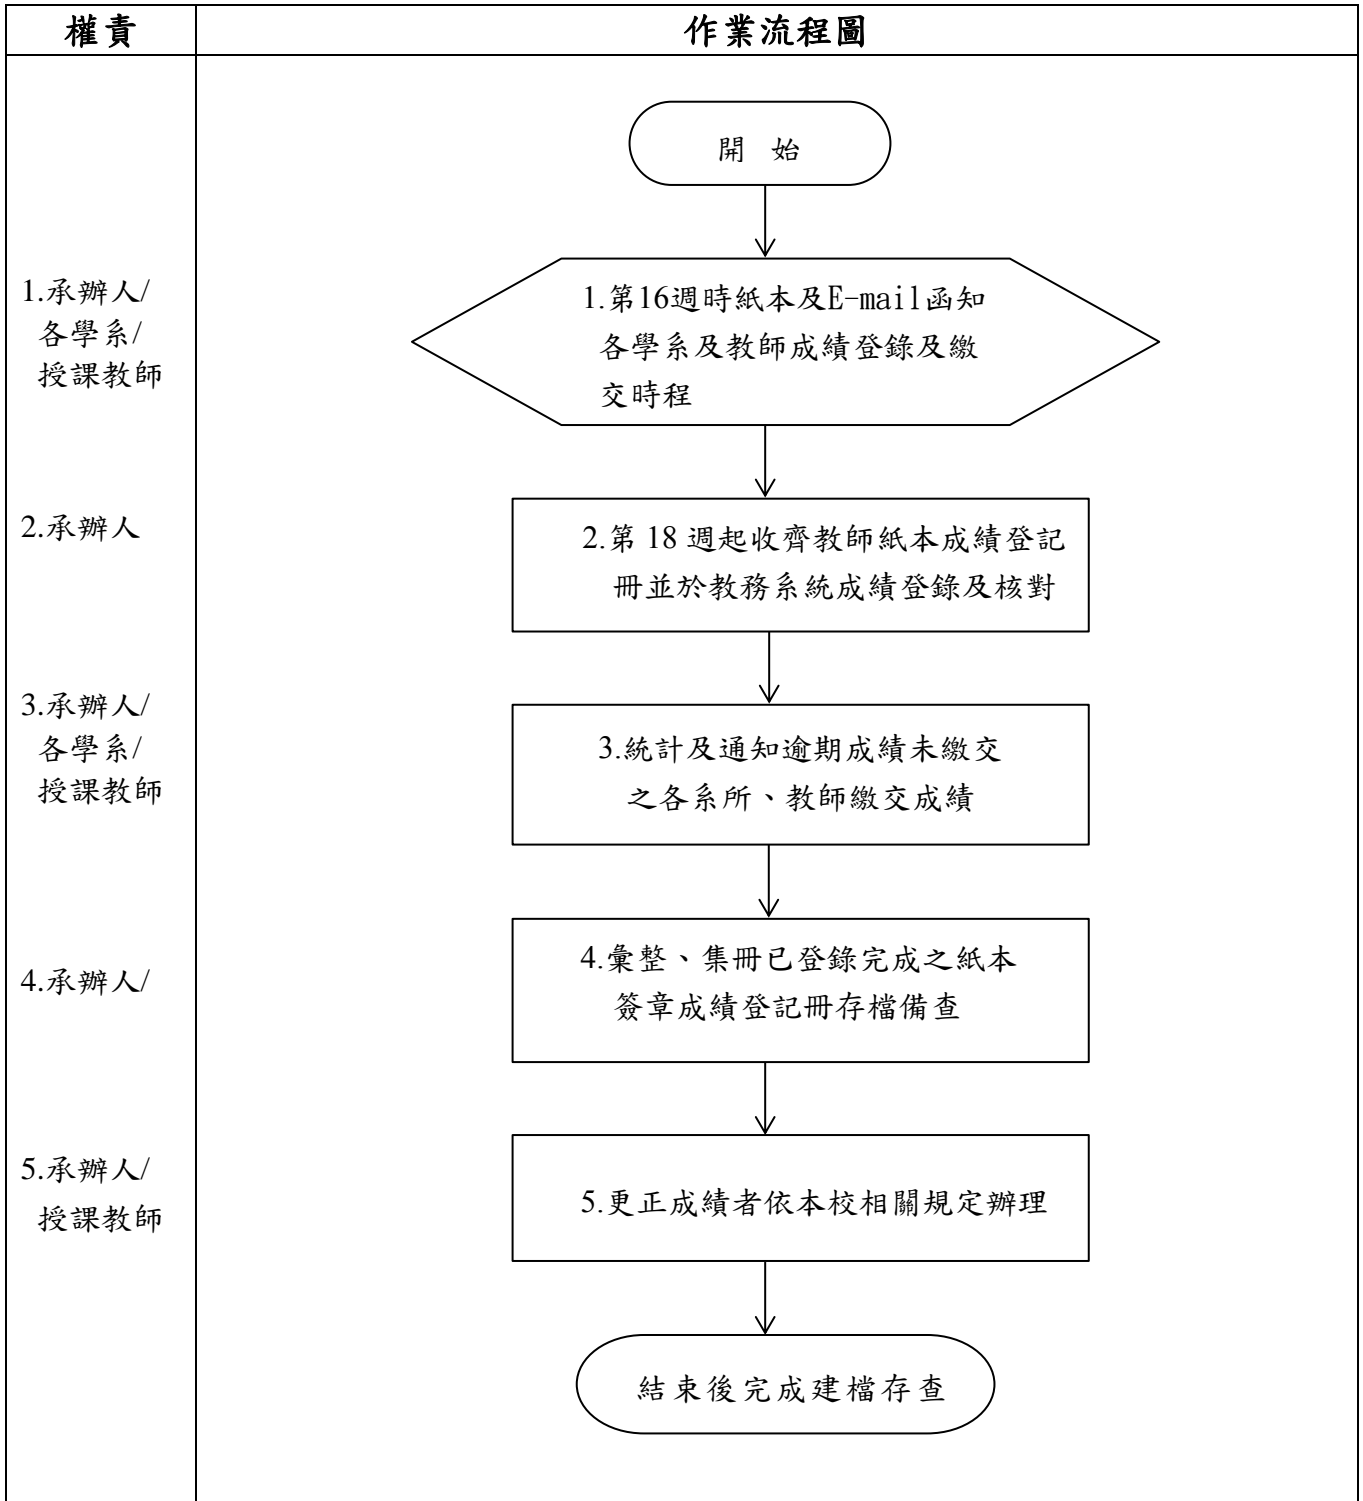 權責
作業流程圖
開 始
1.承辦人/
各學系/
授課教師
1.第16週時紙本及E-mail函知
各學系及教師成績登錄及繳
交時程
2.承辦人
2.第 18 週起收齊教師紙本成績登記
冊並於教務系統成績登錄及核對
3.承辦人/
各學系/
授課教師
3.統計及通知逾期成績未繳交
之各系所、教師繳交成績
4.承辦人/
4.彙整、集冊已登錄完成之紙本
簽章成績登記冊存檔備查
5.承辦人/
授課教師
5.更正成績者依本校相關規定辦理
結束後完成建檔存查